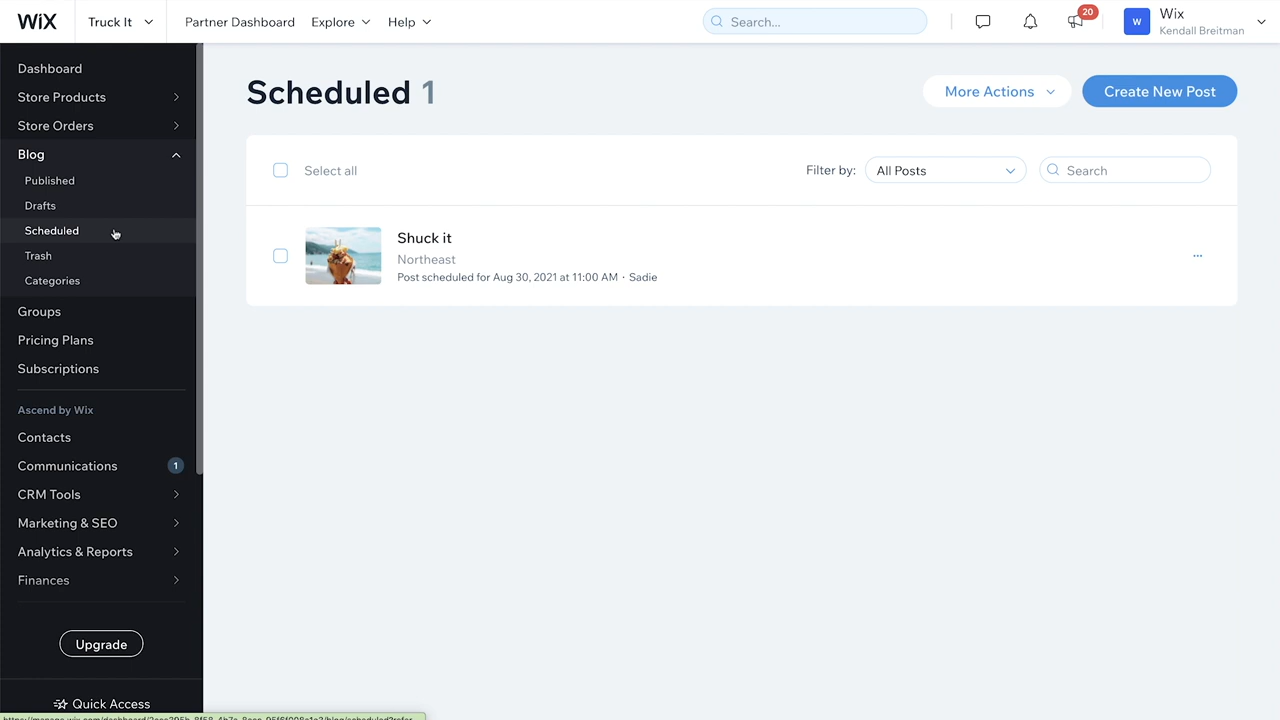 WiX
Truck It
Partner Dashboard
Explore
Help
Search...
20
W
Wix
Kendall Breitman
Dashboard
Store Products
Store Orders
Blog
Published
Drafts
Scheduled
Trash
Categories
Groups
Pricing Plans
Subscriptions
Ascend by Wix
Contacts
Communications
1
CRM Tools
Marketing & SEO
Analytics & Reports
Finances
Upgrade
Quick Access
Scheduled 1
More Actions
Create New Post
Select all
Filter by:
All Posts
Search
Shuck it
Northeast
Post scheduled for Aug 30, 2021 at 11:00 AM · Sadie
...